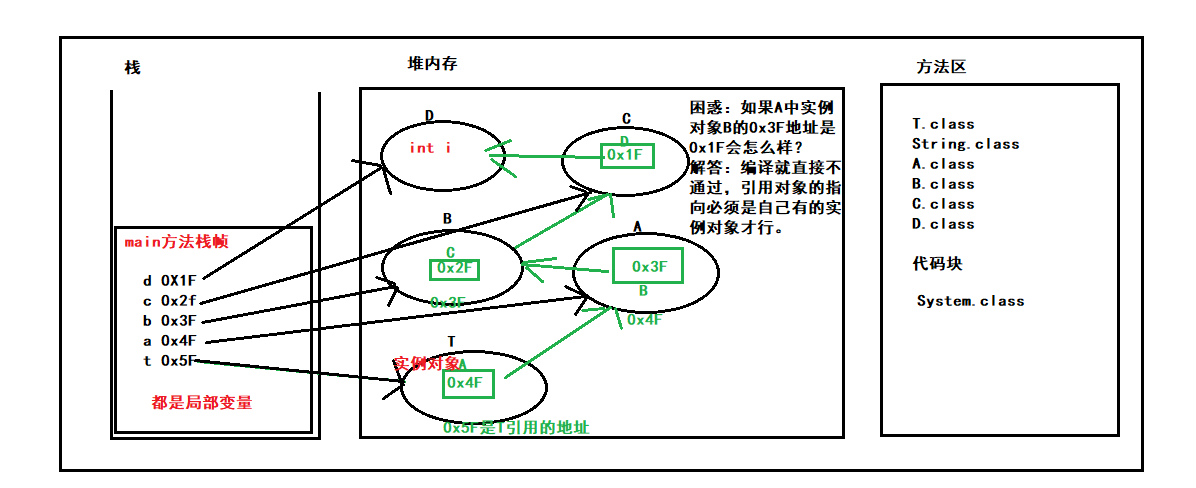 栈
堆内存
方法区
D
int i
C
D
0x1F
困惑：如果A中实例
对象B的0x3F地址是
0x1F会怎么样？
解答：编译就直接不
通过，引用对象的指
向必须是自己有的实
例对象才行。
T.class
String.class
A.class
B.class
C.class
D.class
代码块
System.class
main方法栈帧
d 0X1F
c 0x2f
b 0x3F
a 0x4F
t 0x5F
都是局部变量
B
C
0x2F
0x3F
A
0x3F
B
0x4F
T
实例对象A
0x4F
0x5F是T引用的地址